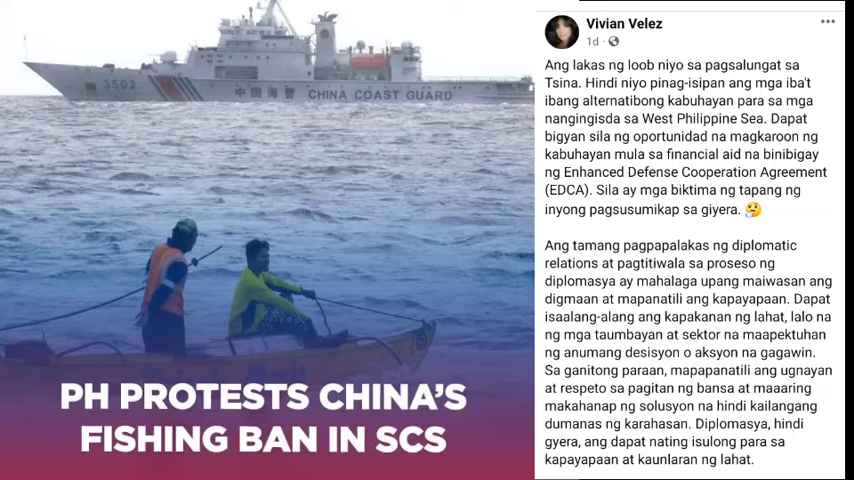 3502
中国海警 CHINA COAST GUARD
PH PROTESTS CHINA'S
FISHING BAN IN SCS
Vivian Velez
1d
Ang lakas ng loob niyo sa pagsalungat sa
Tsina. Hindi niyo pinag-isipan ang mga iba't
ibang alternatibong kabuhayan para sa mga
nangingisda sa West Philippine Sea. Dapat
bigyan sila ng oportunidad na magkaroon ng
kabuhayan mula sa financial aid na binibigay
ng Enhanced Defense Cooperation Agreement
(EDCA). Sila ay mga biktima ng tapang ng
inyong pagsusumikap sa giyera. 🤔
Ang tamang pagpapalakas ng diplomatic
relations at pagtitiwala sa proseso ng
diplomasya ay mahalaga upang maiwasan ang
digmaan at mapanatili ang kapayapaan. Dapat
isaalang-alang ang kapakanan ng lahat, lalo na
ng mga taumbayan at sektor na maapektuhan
ng anumang desisyon o aksyon na gagawin.
Sa ganitong paraan, mapapanatili ang ugnayan
at respeto sa pagitan ng bansa at maaaring
makahanap ng solusyon na hindi kailangang
dumanas ng karahasan. Diplomasya, hindi
gyera, ang dapat nating isulong para sa
kapayapaan at kaunlaran ng lahat.